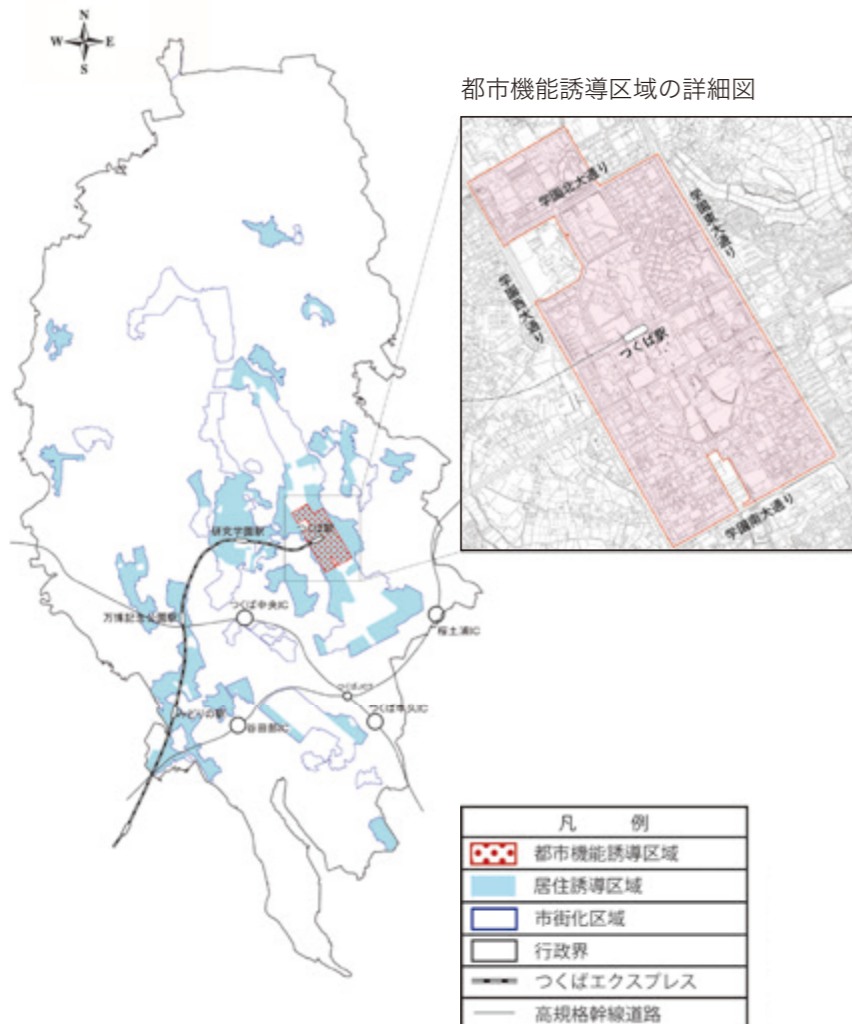 N
W E
S
都市機能誘導区域の詳細図
学園北大通り
学園東大通り
学園西大通り
つくば駅
学園南大通り
研究学園駅
つくば駅
万博記念公園駅
つくば中央IC
桜土浦IC
つくばJCT
みどりの駅
谷田部IC
つくば牛久IC
凡 例
都市機能誘導区域
居住誘導区域
市街化区域
行政界
つくばエクスプレス
高規格幹線道路